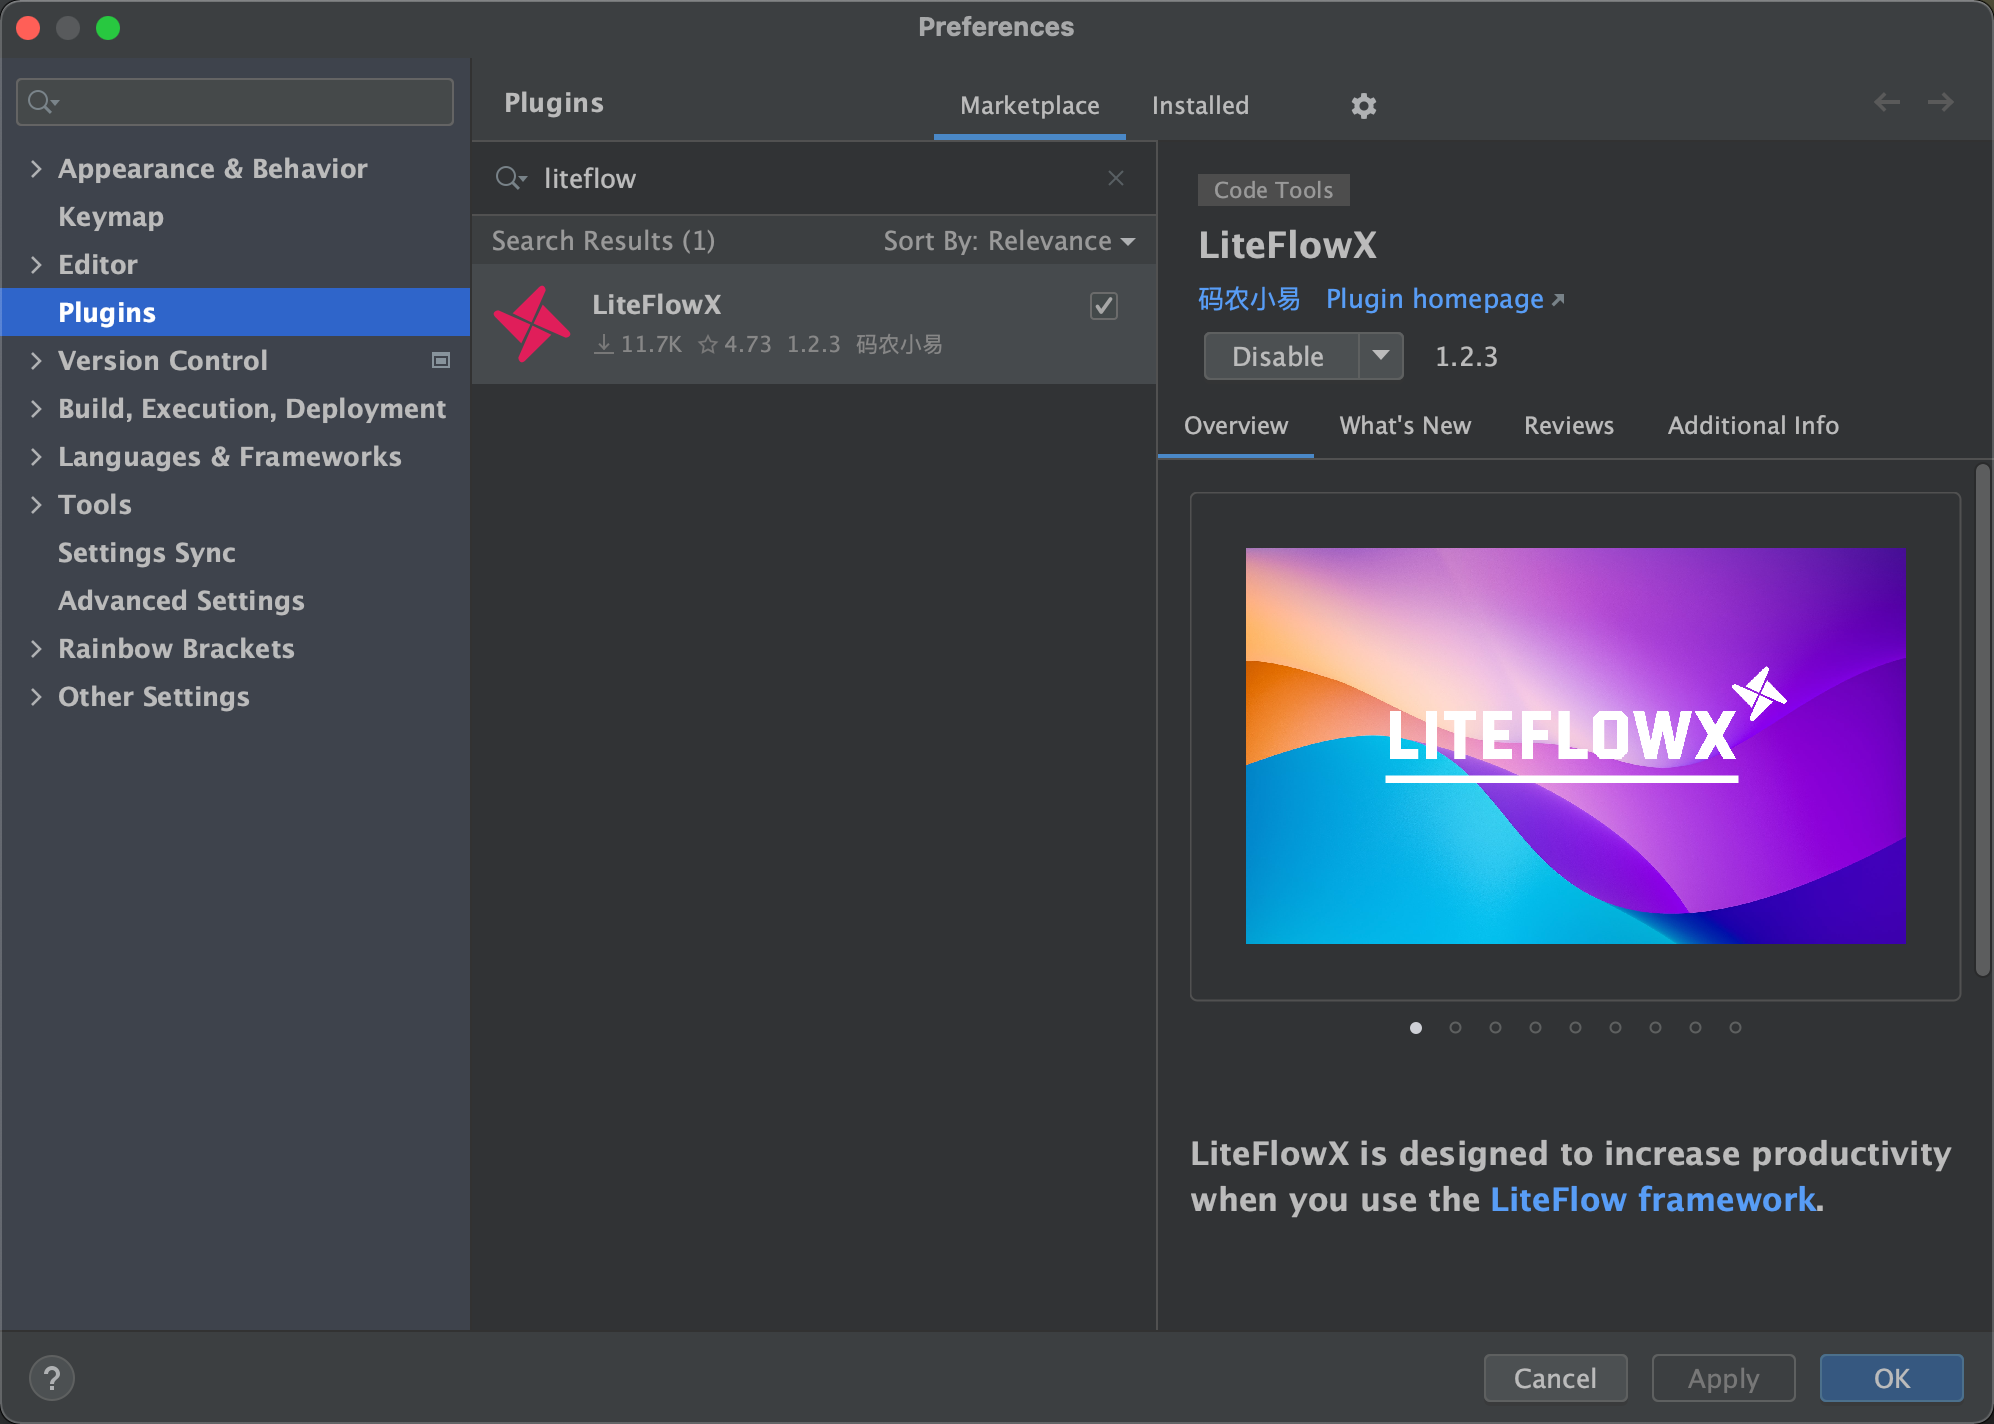 Preferences
Appearance & Behavior
Keymap
Editor
Plugins
Version Control
Build, Execution, Deployment
Languages & Frameworks
Tools
Settings Sync
Advanced Settings
Rainbow Brackets
Other Settings
Plugins
Marketplace
Installed
liteflow
Search Results (1)
Sort By: Relevance
LiteFlowX
11.7K 4.73 1.2.3 码农小易
Code Tools
LiteFlowX
码农小易 Plugin homepage
Disable 1.2.3
Overview What's New Reviews Additional Info
LITEFLOWX
LiteFlowX is designed to increase productivity
when you use the LiteFlow framework.
?
Cancel Apply OK